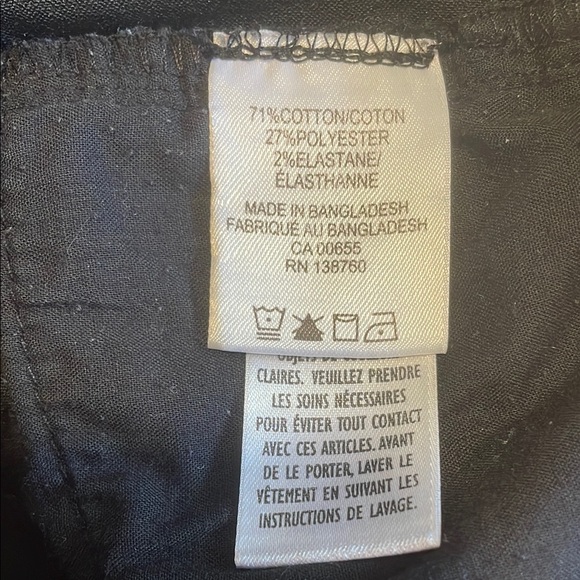 71%COTTON/COTON
27%POLYESTER
2%ELASTANE/
ÉLASTHANNE
MADE IN BANGLADESH
FABRIQUÉ AU BANGLADESH
CA 00655
RN 138760
CLAIRES. VEUILLEZ PRENDRE
LES SOINS NÉCESSAIRES
POUR ÉVITER TOUT CONTACT
AVEC CES ARTICLES. AVANT
DE LE PORTER, LAVER LE
VÊTEMENT EN SUIVANT LES
INSTRUCTIONS DE LAVAGE.